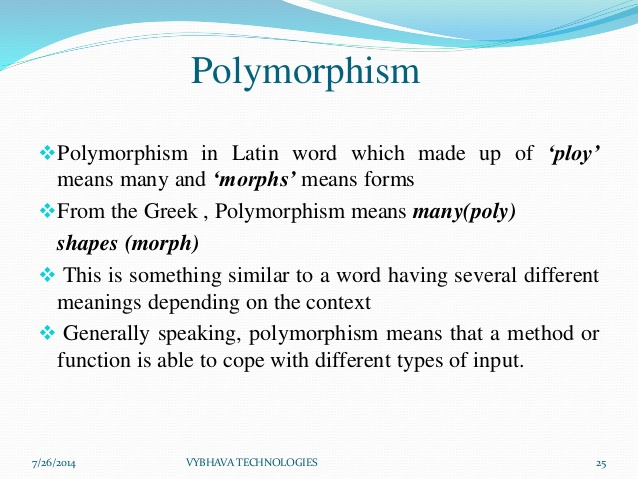 Polymorphism
❖Polymorphism in Latin word which made up of ‘ploy’
means many and ‘morphs’ means forms
❖From the Greek , Polymorphism means many(poly)
shapes (morph)
❖ This is something similar to a word having several different
meanings depending on the context
❖ Generally speaking, polymorphism means that a method or
function is able to cope with different types of input.
7/26/2014 VYBHAVA TECHNOLOGIES 25